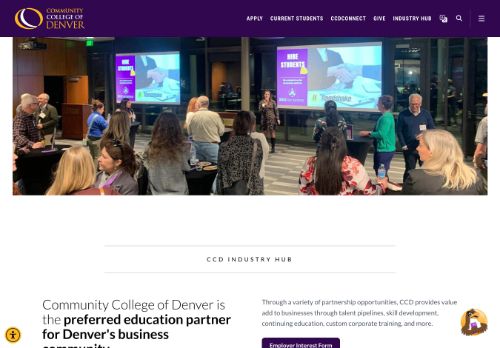 COMMUNITY
COLLEGE OF
DENVER
APPLY CURRENT STUDENTS CCDCONNECT GIVE INDUSTRY HUB
HIRE
STUDENTS
HIRE
STUDENTS
Handshake
CCD INDUSTRY HUB
Community College of Denver is
the preferred education partner
for Denver's business
community
Through a variety of partnership opportunities, CCD provides value
add to businesses through talent pipelines, skill development,
continuing education, custom corporate training, and more.
Employer Interest Form